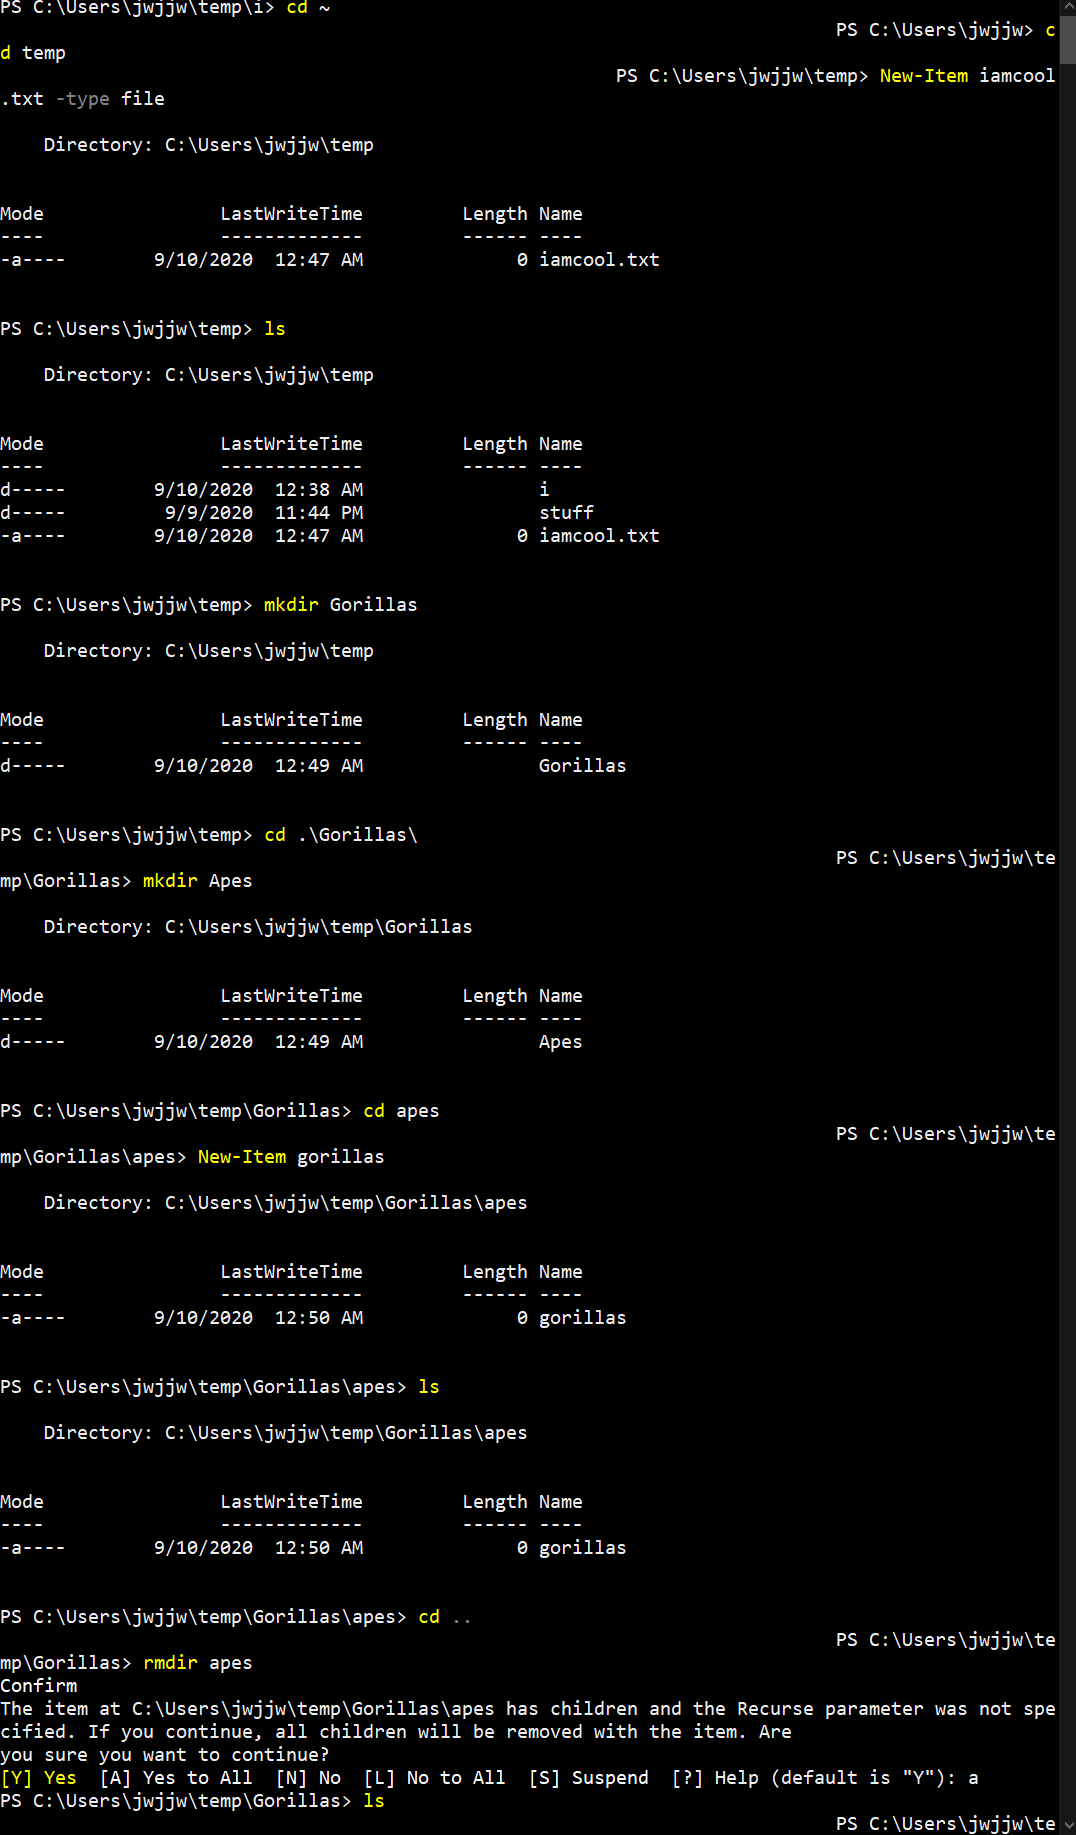 PS C:\Users\jwjjw\temp\i> cd ~
PS C:\Users\jwjjw> c
d temp
PS C:\Users\jwjjw\temp> New-Item iamcool
.txt -type file
Directory: C:\Users\jwjjw\temp
Mode                LastWriteTime         Length Name
----                -------------         ------ ----
-a----        9/10/2020  12:47 AM              0 iamcool.txt
PS C:\Users\jwjjw\temp> ls
Directory: C:\Users\jwjjw\temp
Mode                LastWriteTime         Length Name
----                -------------         ------ ----
d-----        9/10/2020  12:38 AM                i
d-----         9/9/2020  11:44 PM                stuff
-a----        9/10/2020  12:47 AM              0 iamcool.txt
PS C:\Users\jwjjw\temp> mkdir Gorillas
Directory: C:\Users\jwjjw\temp
Mode                LastWriteTime         Length Name
----                -------------         ------ ----
d-----        9/10/2020  12:49 AM                Gorillas
PS C:\Users\jwjjw\temp> cd .\Gorillas\
PS C:\Users\jwjjw\te
mp\Gorillas> mkdir Apes
Directory: C:\Users\jwjjw\temp\Gorillas
Mode                LastWriteTime         Length Name
----                -------------         ------ ----
d-----        9/10/2020  12:49 AM                Apes
PS C:\Users\jwjjw\temp\Gorillas> cd apes
PS C:\Users\jwjjw\te
mp\Gorillas\apes> New-Item gorillas
Directory: C:\Users\jwjjw\temp\Gorillas\apes
Mode                LastWriteTime         Length Name
----                -------------         ------ ----
-a----        9/10/2020  12:50 AM              0 gorillas
PS C:\Users\jwjjw\temp\Gorillas\apes> ls
Directory: C:\Users\jwjjw\temp\Gorillas\apes
Mode                LastWriteTime         Length Name
----                -------------         ------ ----
-a----        9/10/2020  12:50 AM              0 gorillas
PS C:\Users\jwjjw\temp\Gorillas\apes> cd ..
PS C:\Users\jwjjw\te
mp\Gorillas> rmdir apes
Confirm
The item at C:\Users\jwjjw\temp\Gorillas\apes has children and the Recurse parameter was not spe
cified. If you continue, all children will be removed with the item. Are
you sure you want to continue?
[Y] Yes  [A] Yes to All  [N] No  [L] No to All  [S] Suspend  [?] Help (default is "Y"): a
PS C:\Users\jwjjw\temp\Gorillas> ls
PS C:\Users\jwjjw\te